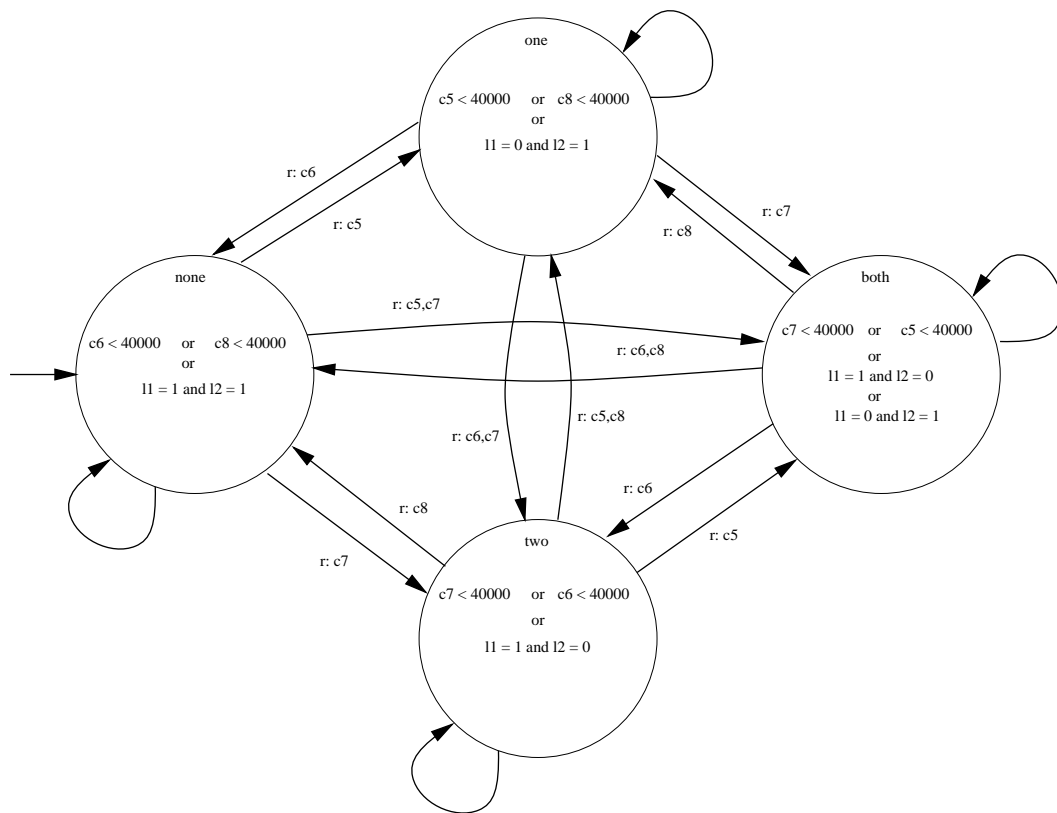 one
c5 < 40000 or c8 < 40000
or
l1 = 0 and l2 = 1
r: c6
r: c5
r: c7
r: c8
none
c6 < 40000 or c8 < 40000
or
l1 = 1 and l2 = 1
both
c7 < 40000 or c5 < 40000
or
l1 = 1 and l2 = 0
or
l1 = 0 and l2 = 1
r: c5,c7
r: c6,c8
r: c6,c7
r: c5,c8
r: c8
r: c7
r: c6
r: c5
two
c7 < 40000 or c6 < 40000
or
l1 = 1 and l2 = 0